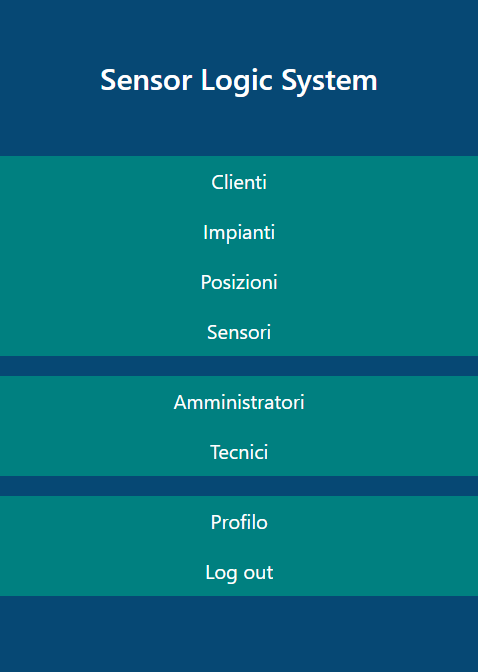 Sensor Logic System
Clienti
Impianti
Posizioni
Sensori
Amministratori
Tecnici
Profilo
Log out